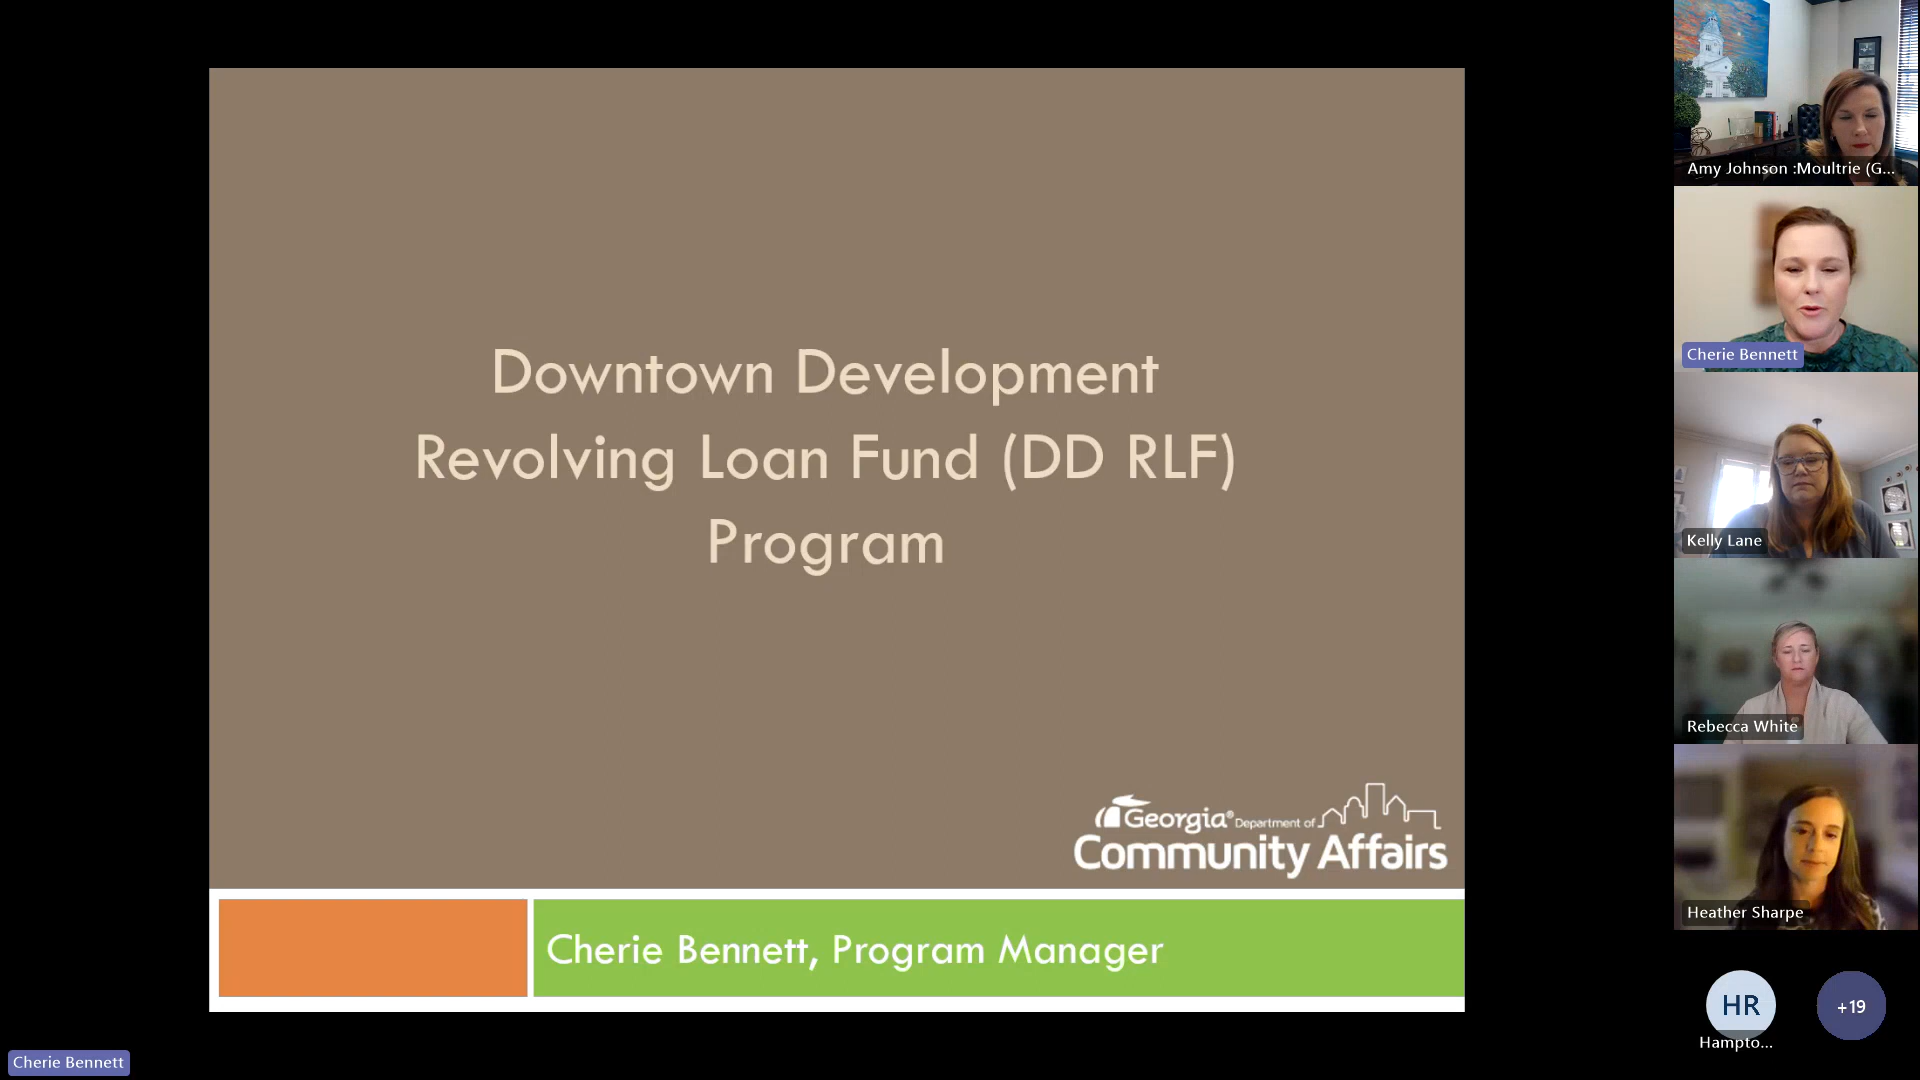 Downtown Development
Revolving Loan Fund (DD RLF)
Program
Georgia® Department of
Community Affairs
Cherie Bennett, Program Manager
Amy Johnson :Moultrie (G...
Cherie Bennett
Kelly Lane
Rebecca White
Heather Sharpe
HR
+19
Hampto...
Cherie Bennett